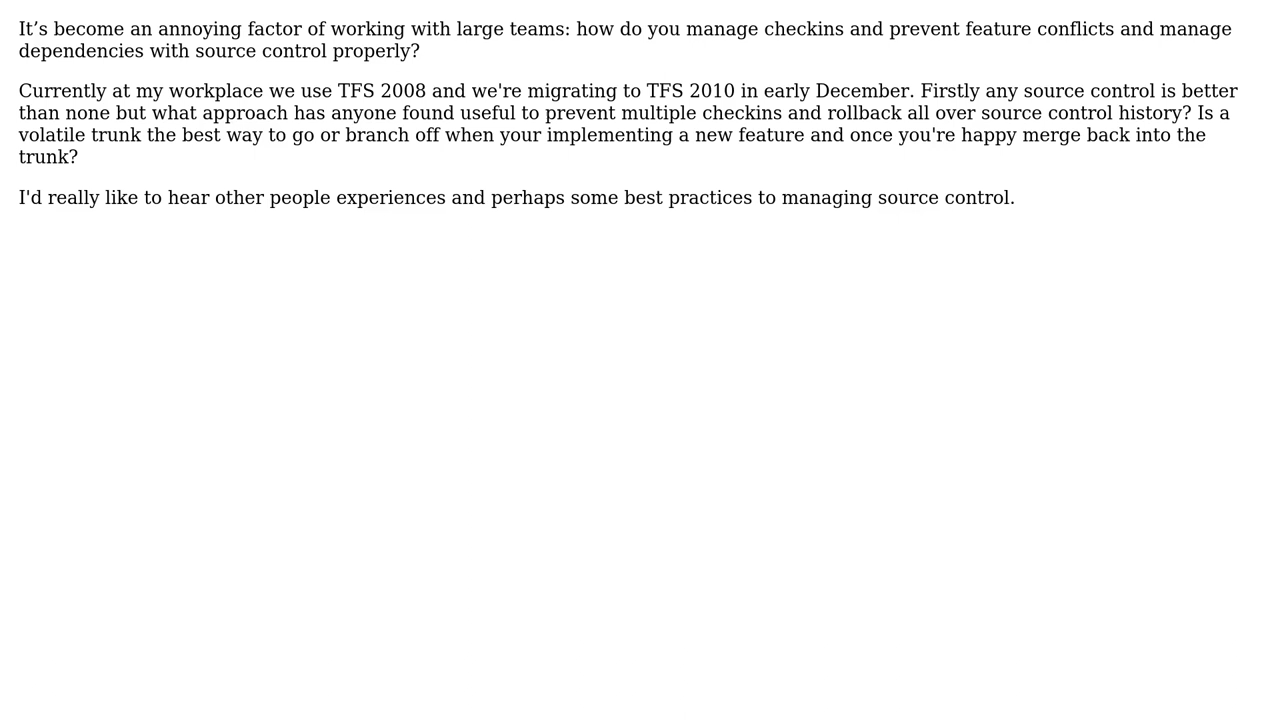 It’s become an annoying factor of working with large teams: how do you manage checkins and prevent feature conflicts and manage
dependencies with source control properly?
Currently at my workplace we use TFS 2008 and we're migrating to TFS 2010 in early December. Firstly any source control is better
than none but what approach has anyone found useful to prevent multiple checkins and rollback all over source control history? Is a
volatile trunk the best way to go or branch off when your implementing a new feature and once you're happy merge back into the
trunk?
I'd really like to hear other people experiences and perhaps some best practices to managing source control.